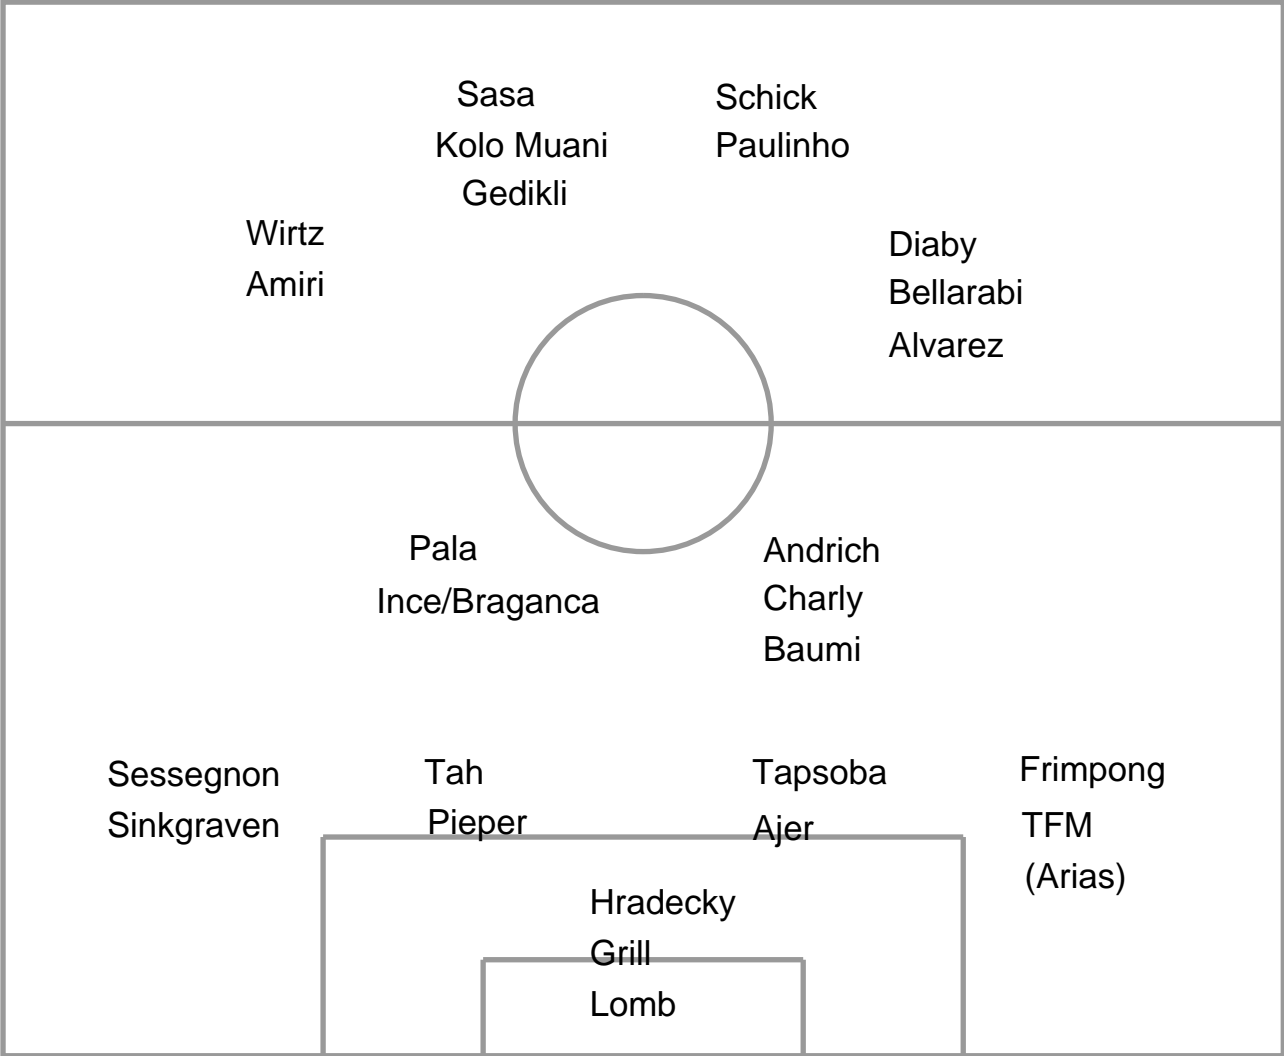 Sasa
Kolo Muani
Gedikli
Schick
Paulinho
Wirtz
Amiri
Diaby
Bellarabi
Alvarez
Pala
Ince/Braganca
Andrich
Charly
Baumi
Sessegnon
Sinkgraven
Tah
Pieper
Tapsoba
Ajer
Frimpong
TFM
(Arias)
Hradecky
Grill
Lomb